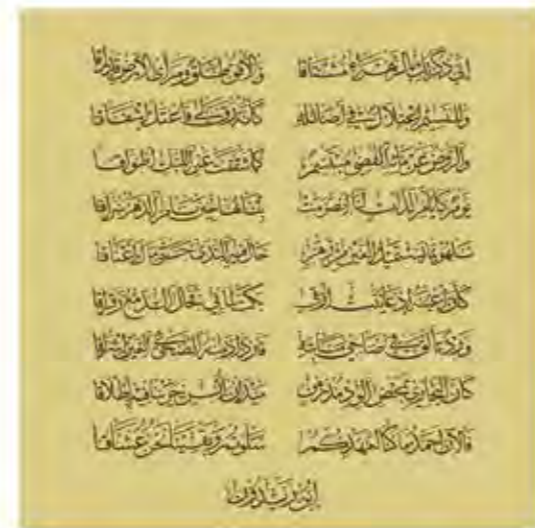 إني ذكرتك بالزهراء مشتاقا والأفق طلق ومرأى الأرض قد راقا
وللنسيم اعتلال في أصائله كأنه رق لي فاعتل إشفاقا
والروض عن مائه الفضي مبتسم كما شققت عن اللبات أطواقا
يوم كأيام لذات لنا انصرمت بتنا لها حين نام الدهر سراقا
نلهو بما يستميل العين من زهر جال فيه الندى حتى مال أعناقا
كأن أعينه إذ عاينت أرقي بكت لما بي فجال الدمع رقراقا
ورد تألق في ضاحي منابته فازداد منه الضحى في العين إشراقا
كان التجاري بمحض الود مذ زمن ميدان أنس جرينا فيه إطلاقا
فالآن أحمد ما كنا لعهدكم سلوتم وبقينا نحن عشاقا
ابن زيدون